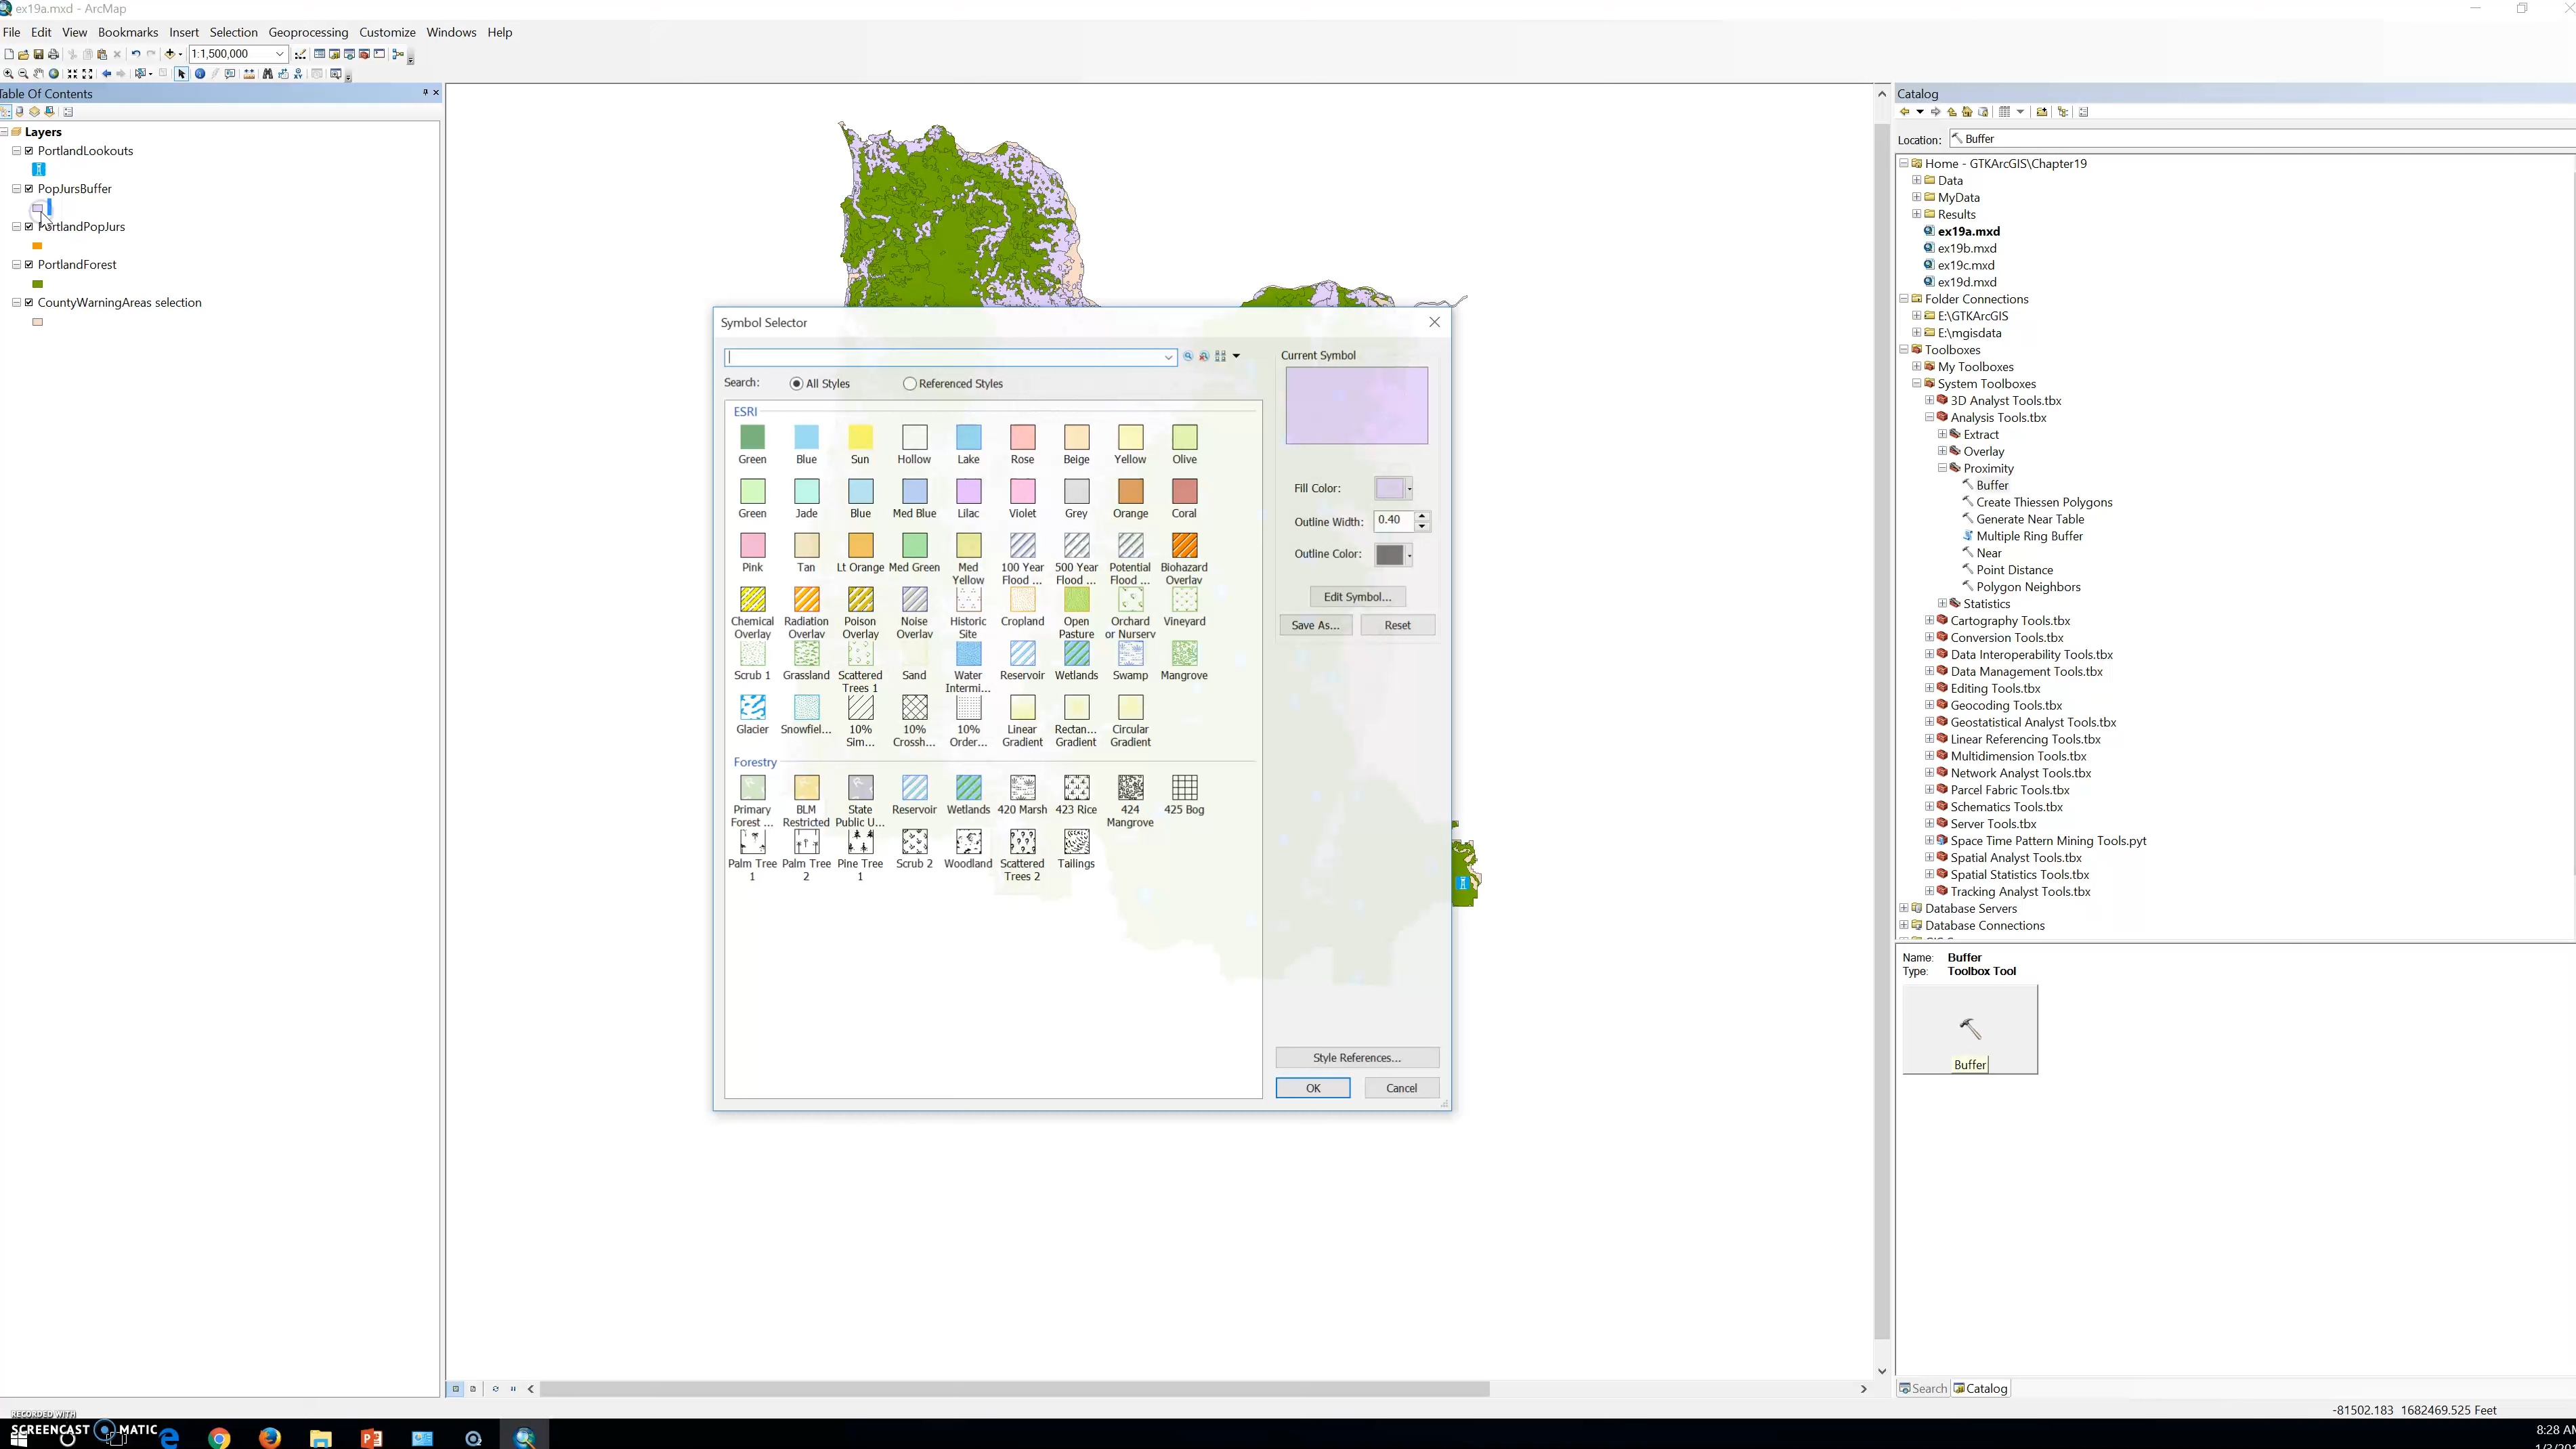 ex19a.mxd - ArcMap
File Edit View Bookmarks Insert Selection Geoprocessing Customize Windows Help
1:1,500,000
Table Of Contents
Layers
PortlandLookouts
PopJursBuffer
PortlandPopJurs
PortlandForest
CountyWarningAreas selection
Symbol Selector
Search: All Styles Referenced Styles
ESRI
Green Blue Sun Hollow Lake Rose Beige Yellow Olive
Green Jade Blue Med Blue Lilac Violet Grey Orange Coral
Pink Tan Lt Orange Med Green Med Yellow 100 Year Flood ... 500 Year Flood ... Potential Flood ... Biohazard Overlay
Chemical Overlay Radiation Overlay Poison Overlay Noise Overlay Historic Site Cropland Open Pasture Orchard or Nursery Vineyard
Scrub 1 Grassland Scattered Trees 1 Sand Water Intermi... Reservoir Wetlands Swamp Mangrove
Glacier Snowfiel... 10% Sim... 10% Crossh... 10% Order... Linear Gradient Rectan... Gradient Circular Gradient
Forestry
Primary Forest ... BLM Restricted State Public U... Reservoir Wetlands 420 Marsh 423 Rice 424 Mangrove 425 Bog
Palm Tree 1 Palm Tree 2 Pine Tree 1 Scrub 2 Woodland Scattered Trees 2 Tailings
Current Symbol
Fill Color:
Outline Width: 0.40
Outline Color:
Edit Symbol...
Save As... Reset
Style References...
OK Cancel
Catalog
Location: Buffer
Home - GTKArcGIS\Chapter19
Data
MyData
Results
ex19a.mxd
ex19b.mxd
ex19c.mxd
ex19d.mxd
Folder Connections
E:\GTKArcGIS
E:\mgisdata
Toolboxes
My Toolboxes
System Toolboxes
3D Analyst Tools.tbx
Analysis Tools.tbx
Extract
Overlay
Proximity
Buffer
Create Thiessen Polygons
Generate Near Table
Multiple Ring Buffer
Near
Point Distance
Polygon Neighbors
Statistics
Cartography Tools.tbx
Conversion Tools.tbx
Data Interoperability Tools.tbx
Data Management Tools.tbx
Editing Tools.tbx
Geocoding Tools.tbx
Geostatistical Analyst Tools.tbx
Linear Referencing Tools.tbx
Multidimension Tools.tbx
Network Analyst Tools.tbx
Parcel Fabric Tools.tbx
Schematics Tools.tbx
Server Tools.tbx
Space Time Pattern Mining Tools.pyt
Spatial Analyst Tools.tbx
Spatial Statistics Tools.tbx
Tracking Analyst Tools.tbx
Database Servers
Database Connections
Name: Buffer
Type: Toolbox Tool
Buffer
Search Catalog
-81502.183 1682469.525 Feet
RECORDED WITH
SCREENCAST MATIC
8:28 AM